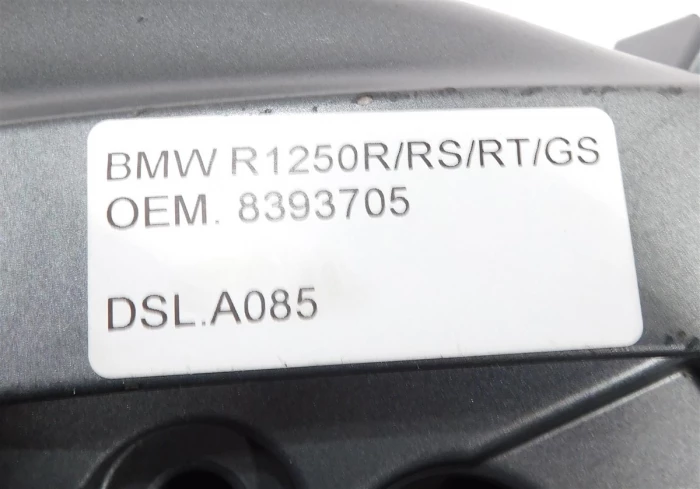 BMW R1250R/RS/RT/GS
OEM. 8393705
DSL.A085